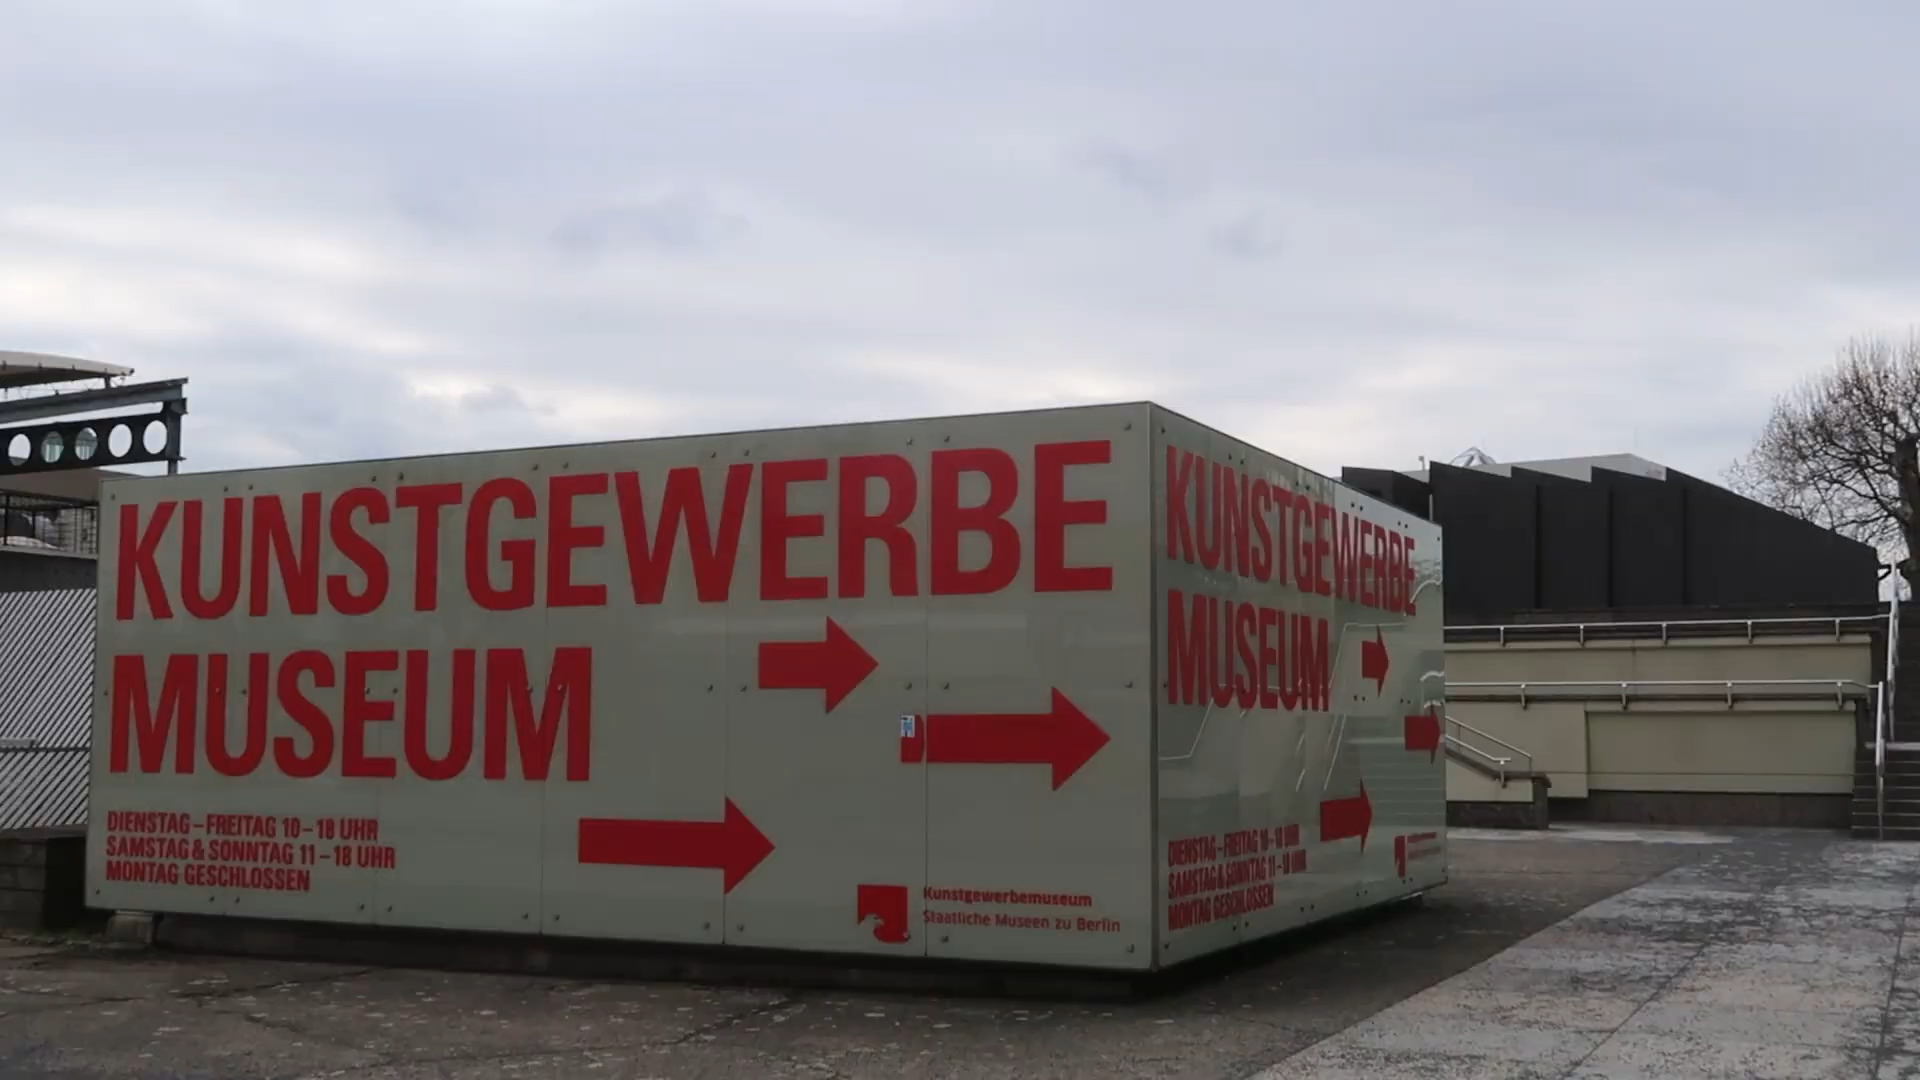 KUNSTGEWERBE
MUSEUM
DIENSTAG–FREITAG 10–18 UHR
SAMSTAG & SONNTAG 11–18 UHR
MONTAG GESCHLOSSEN
Kunstgewerbemuseum
Staatliche Museen zu Berlin
KUNSTGEWERBE
MUSEUM
DIENSTAG–FREITAG 10–18 UHR
SAMSTAG & SONNTAG 11–18 UHR
MONTAG GESCHLOSSEN